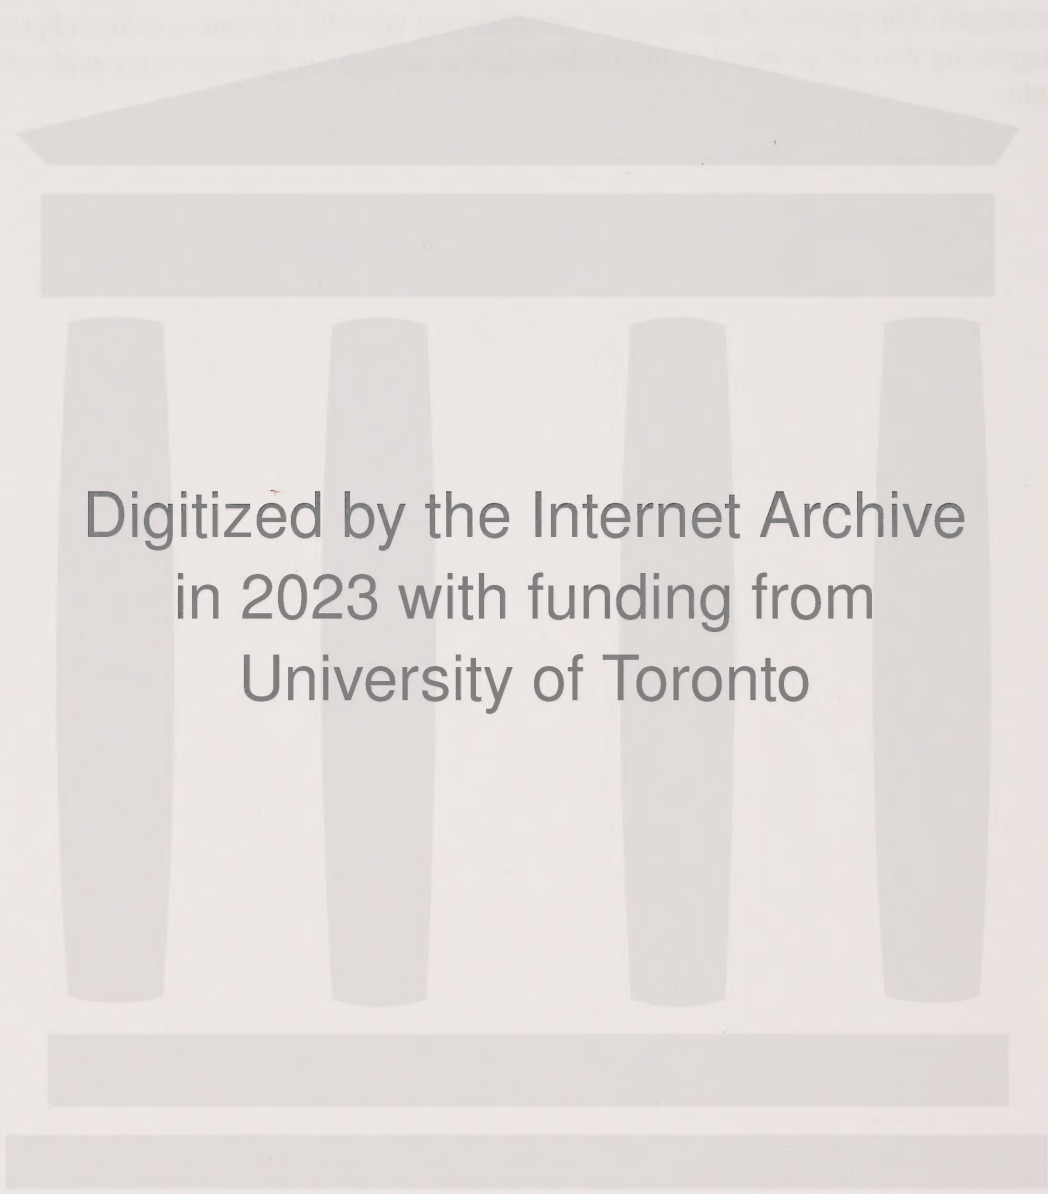 Digitized by the Internet Archive
in 2023 with funding from
University of Toronto